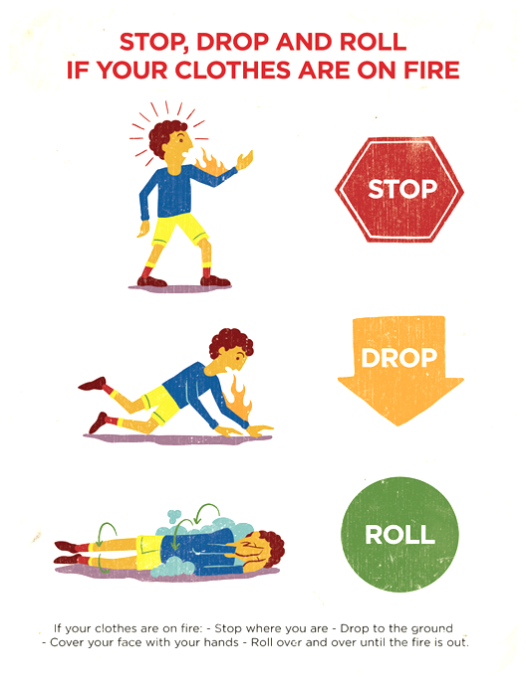 STOP, DROP AND ROLL
IF YOUR CLOTHES ARE ON FIRE
STOP
DROP
ROLL
If your clothes are on fire: - Stop where you are - Drop to the ground
- Cover your face with your hands - Roll over and over until the fire is out.